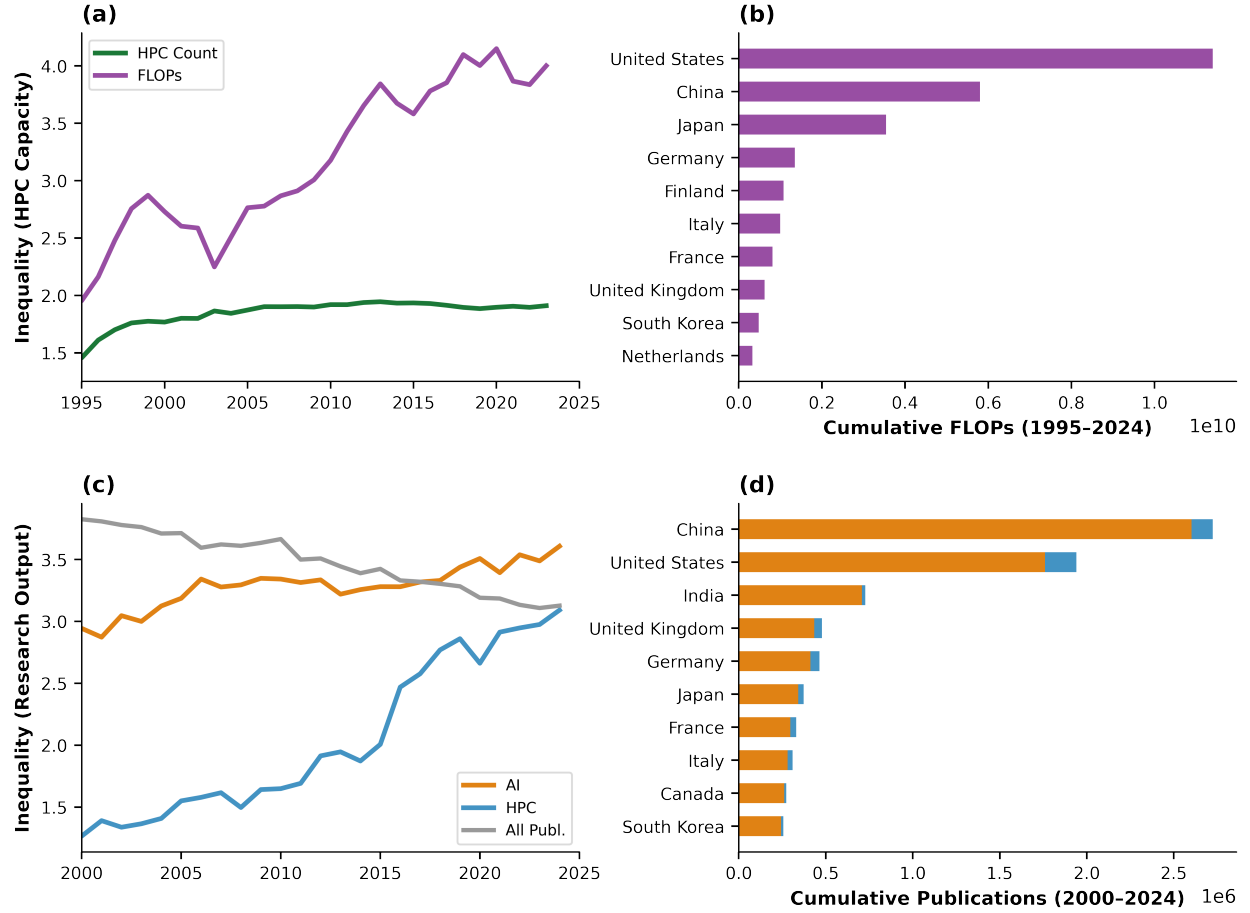 (a)
Inequality (HPC Capacity)
HPC Count
FLOPs
4.0
3.5
3.0
2.5
2.0
1.5
1995 2000 2005 2010 2015 2020 2025
(b)
United States
China
Japan
Germany
Finland
Italy
France
United Kingdom
South Korea
Netherlands
0.0 0.2 0.4 0.6 0.8 1.0
Cumulative FLOPs (1995–2024)
1e10
(c)
Inequality (Research Output)
3.5
3.0
2.5
2.0
1.5
AI
HPC
All Publ.
2000 2005 2010 2015 2020 2025
(d)
China
United States
India
United Kingdom
Germany
Japan
France
Italy
Canada
South Korea
0.0 0.5 1.0 1.5 2.0 2.5
Cumulative Publications (2000–2024)
1e6